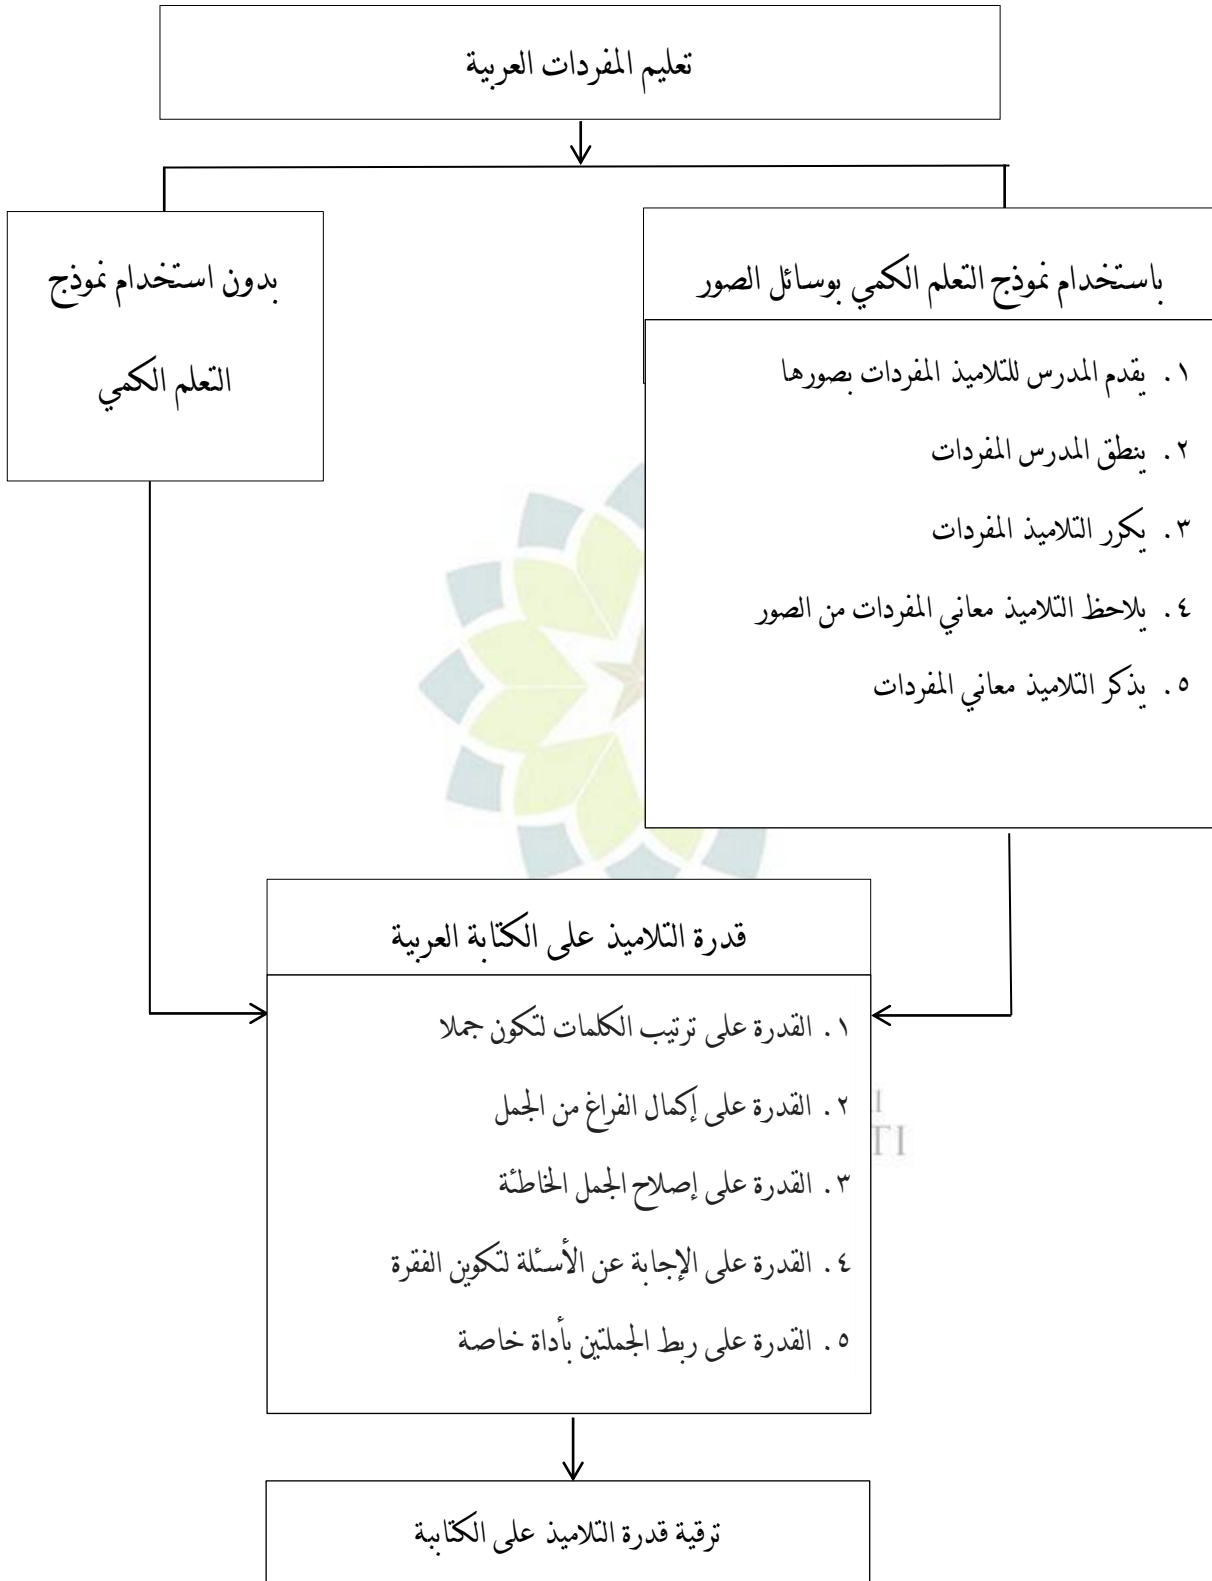 تعليم المفردات العربية
باستخدام نموذج التعلم الكمي بوسائل الصور
١. يقدم المدرس للتلاميذ المفردات بصورها
٢. ينطق المدرس المفردات
٣. يكرر التلاميذ المفردات
٤. يلاحظ التلاميذ معاني المفردات من الصور
٥. يذكر التلاميذ معاني المفردات
بدون استخدام نموذج
التعلم الكمي
قدرة التلاميذ على الكتابة العربية
١. القدرة على ترتيب الكلمات لتكون جملا
٢. القدرة على إكمال الفراغ من الجمل
٣. القدرة على إصلاح الجمل الخاطئة
٤. القدرة على الإجابة عن الأسئلة لتكوين الفقرة
٥. القدرة على ربط الجملتين بأداة خاصة
ترقية قدرة التلاميذ على الكتاببة